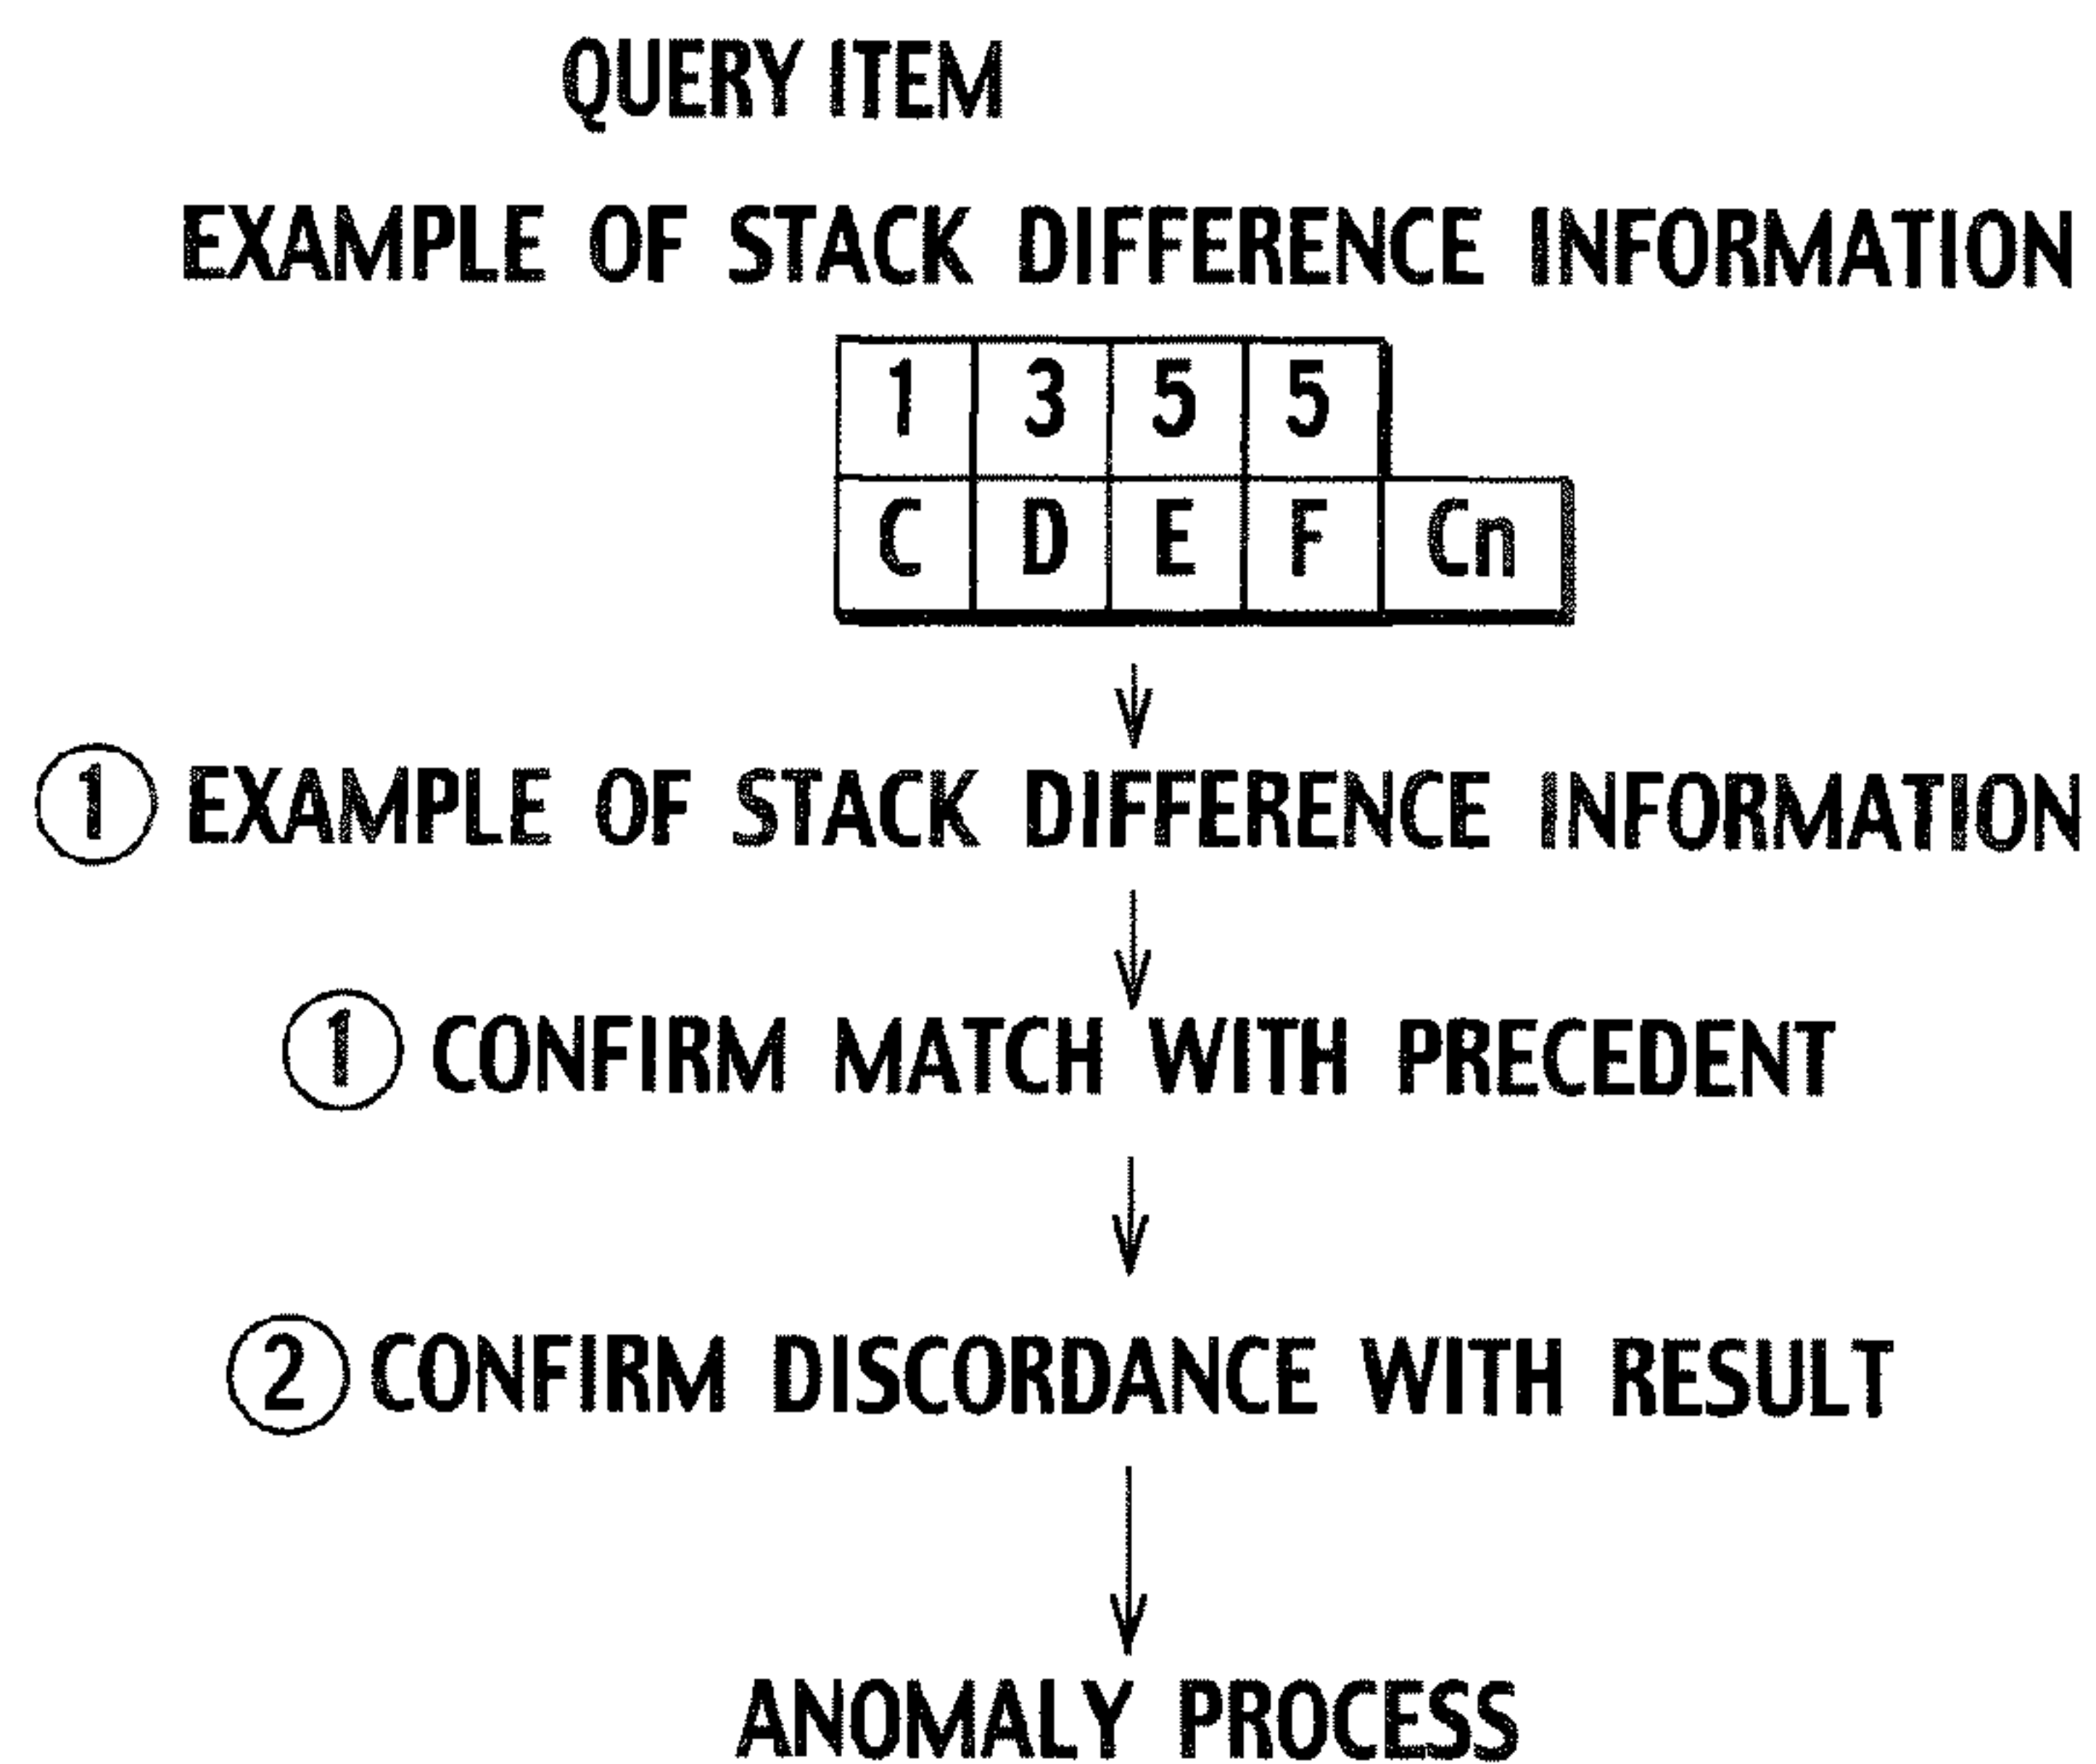 QUERY ITEM
EXAMPLE OF STACK DIFFERENCE INFORMATION
1 3 5 5
C D E F Cn
① EXAMPLE OF STACK DIFFERENCE INFORMATION
① CONFIRM MATCH WITH PRECEDENT
② CONFIRM DISCORDANCE WITH RESULT
ANOMALY PROCESS